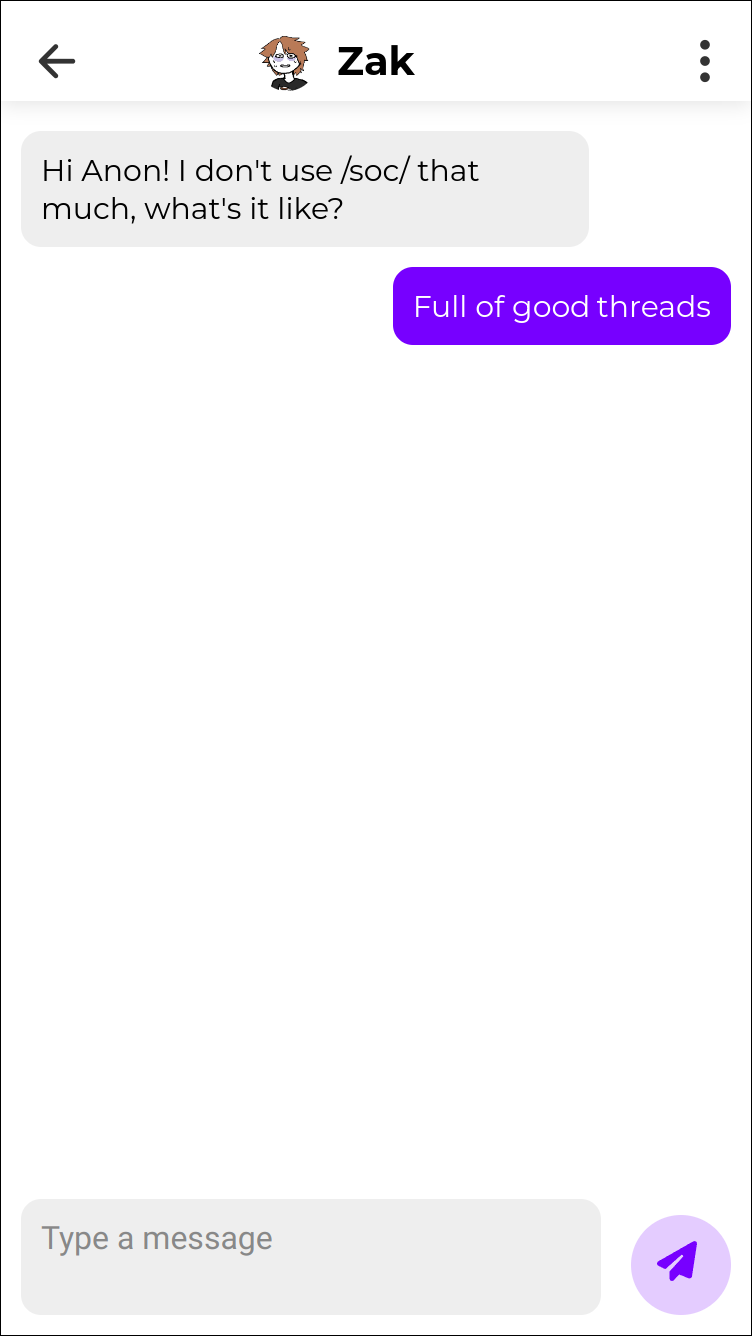 Zak
Hi Anon! I don't use /soc/ that
much, what's it like?
Full of good threads
Type a message